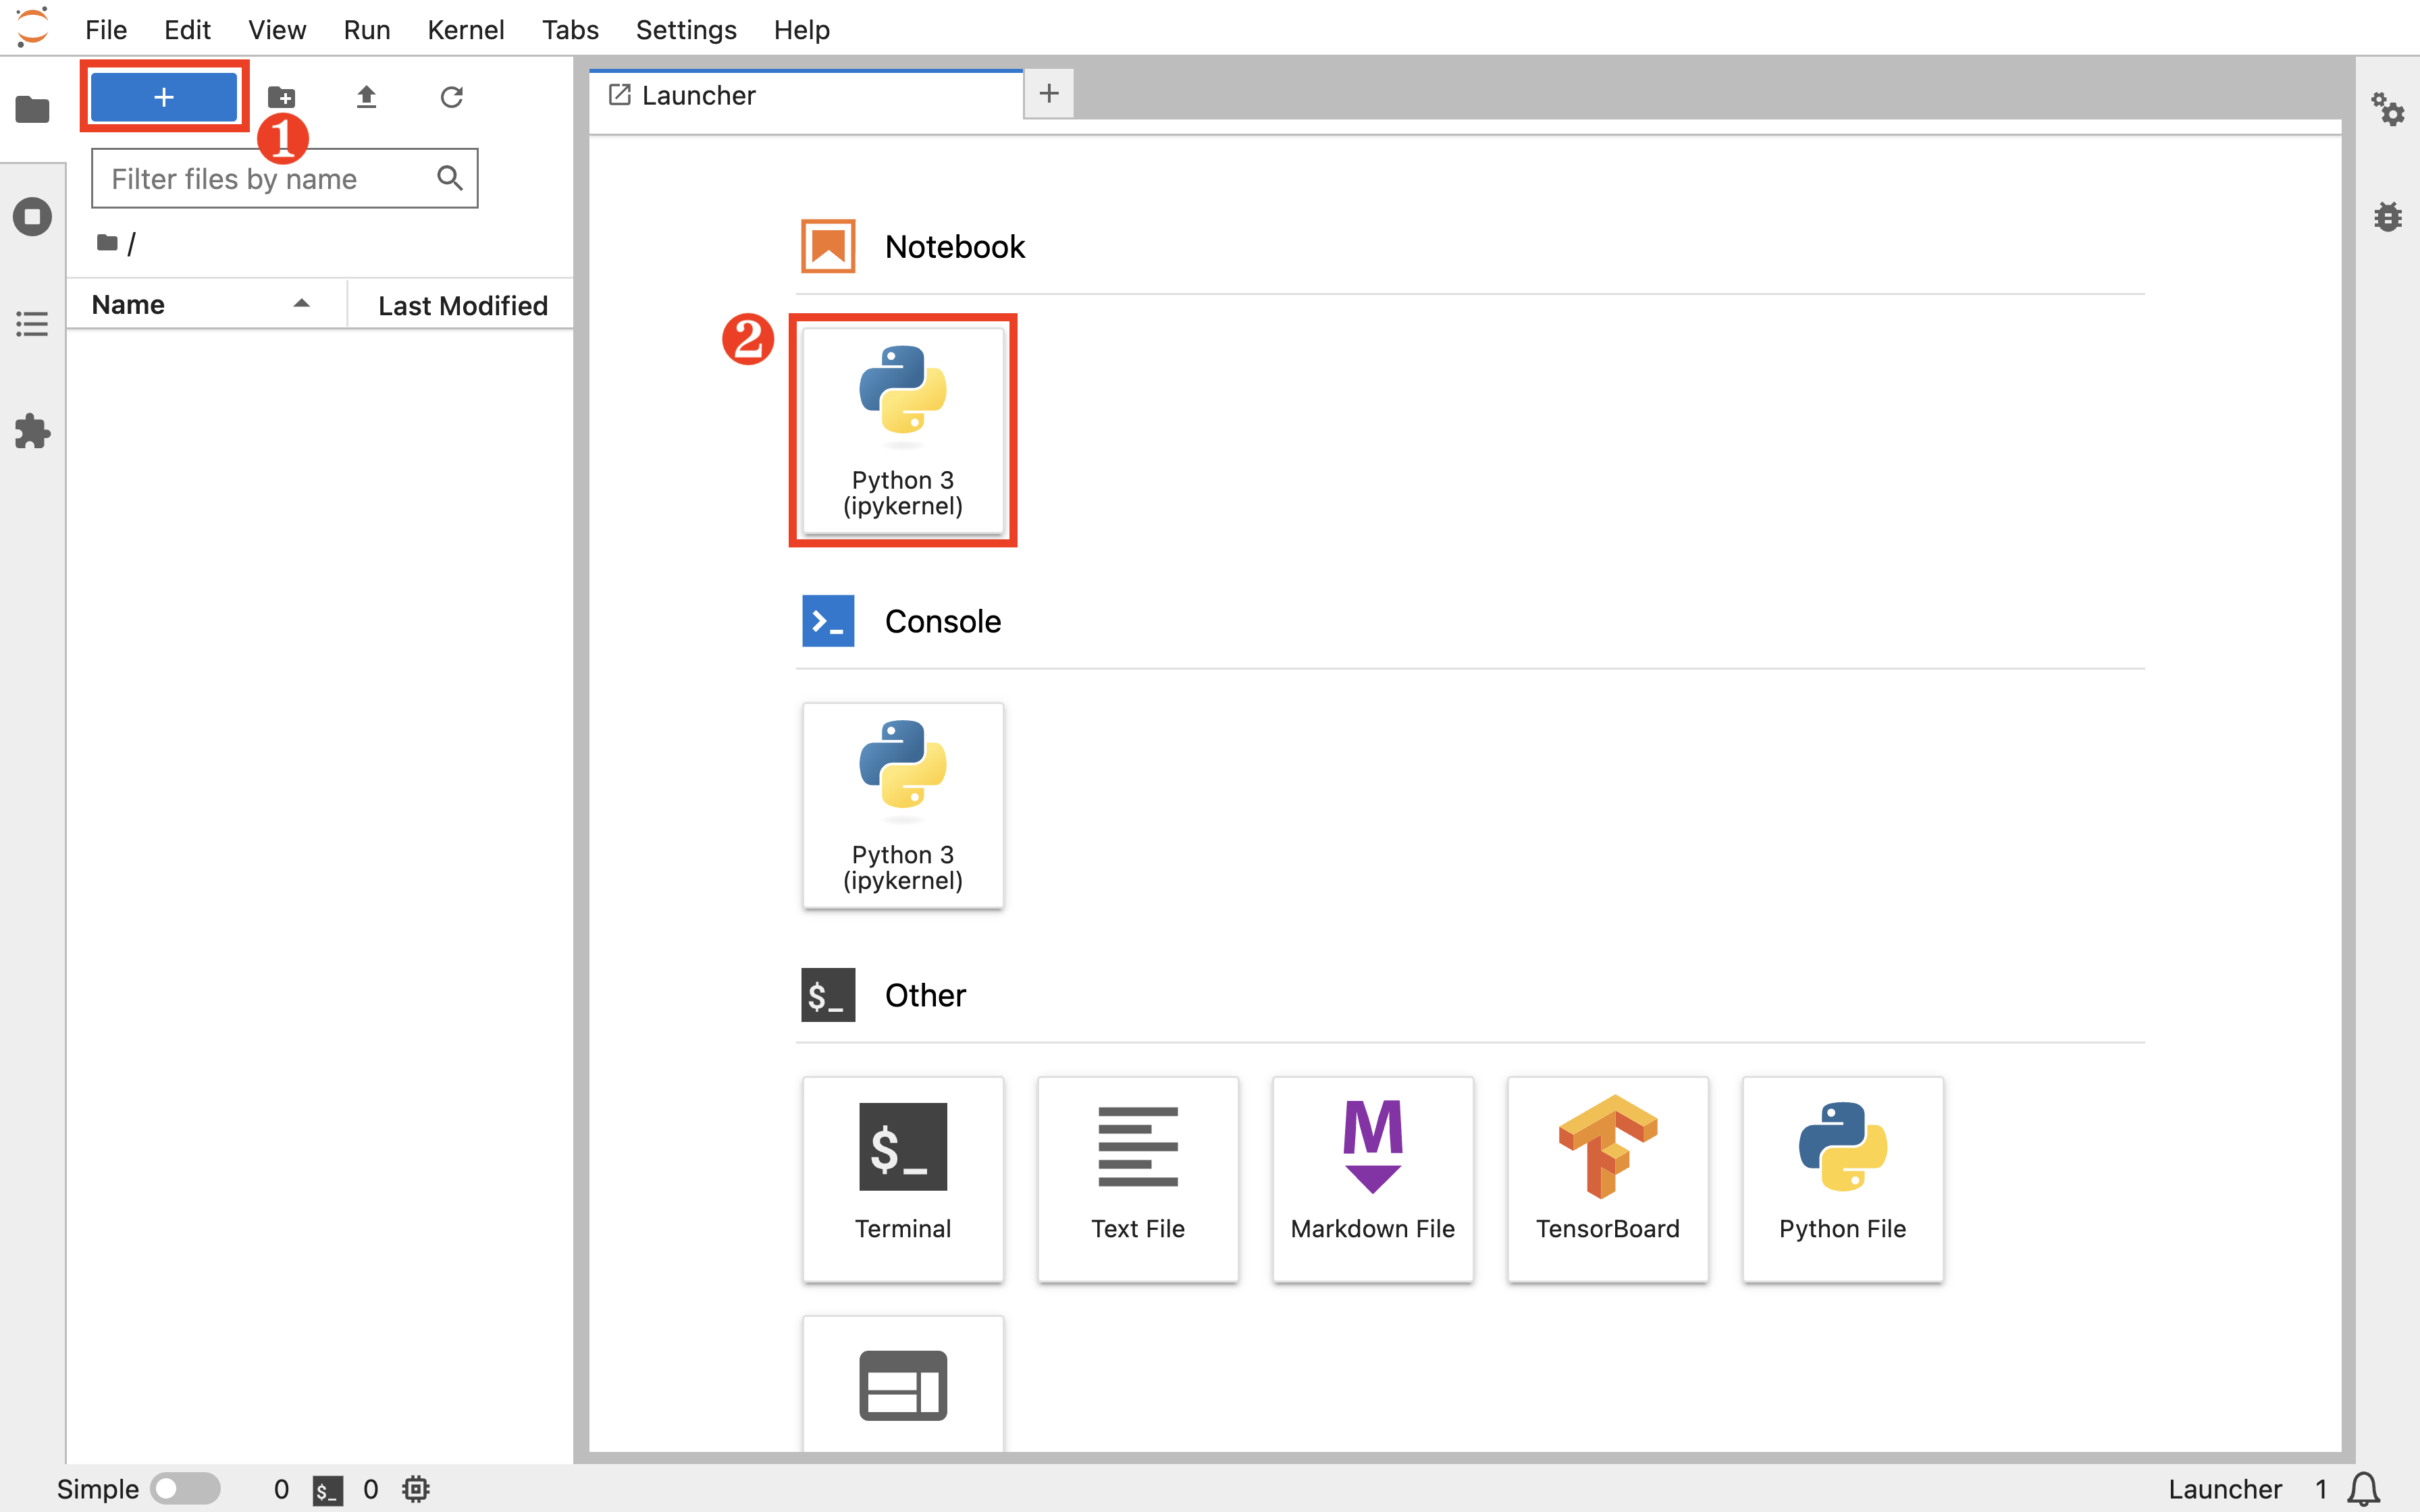 File Edit View Run Kernel Tabs Settings Help
+
1
Filter files by name
/
Name Last Modified
Launcher +
Notebook
2
Python 3
(ipykernel)
Console
Python 3
(ipykernel)
$_ Other
$_
Terminal
Text File
M
Markdown File
TensorBoard
Python File
Simple 0 $_ 0 Launcher 1